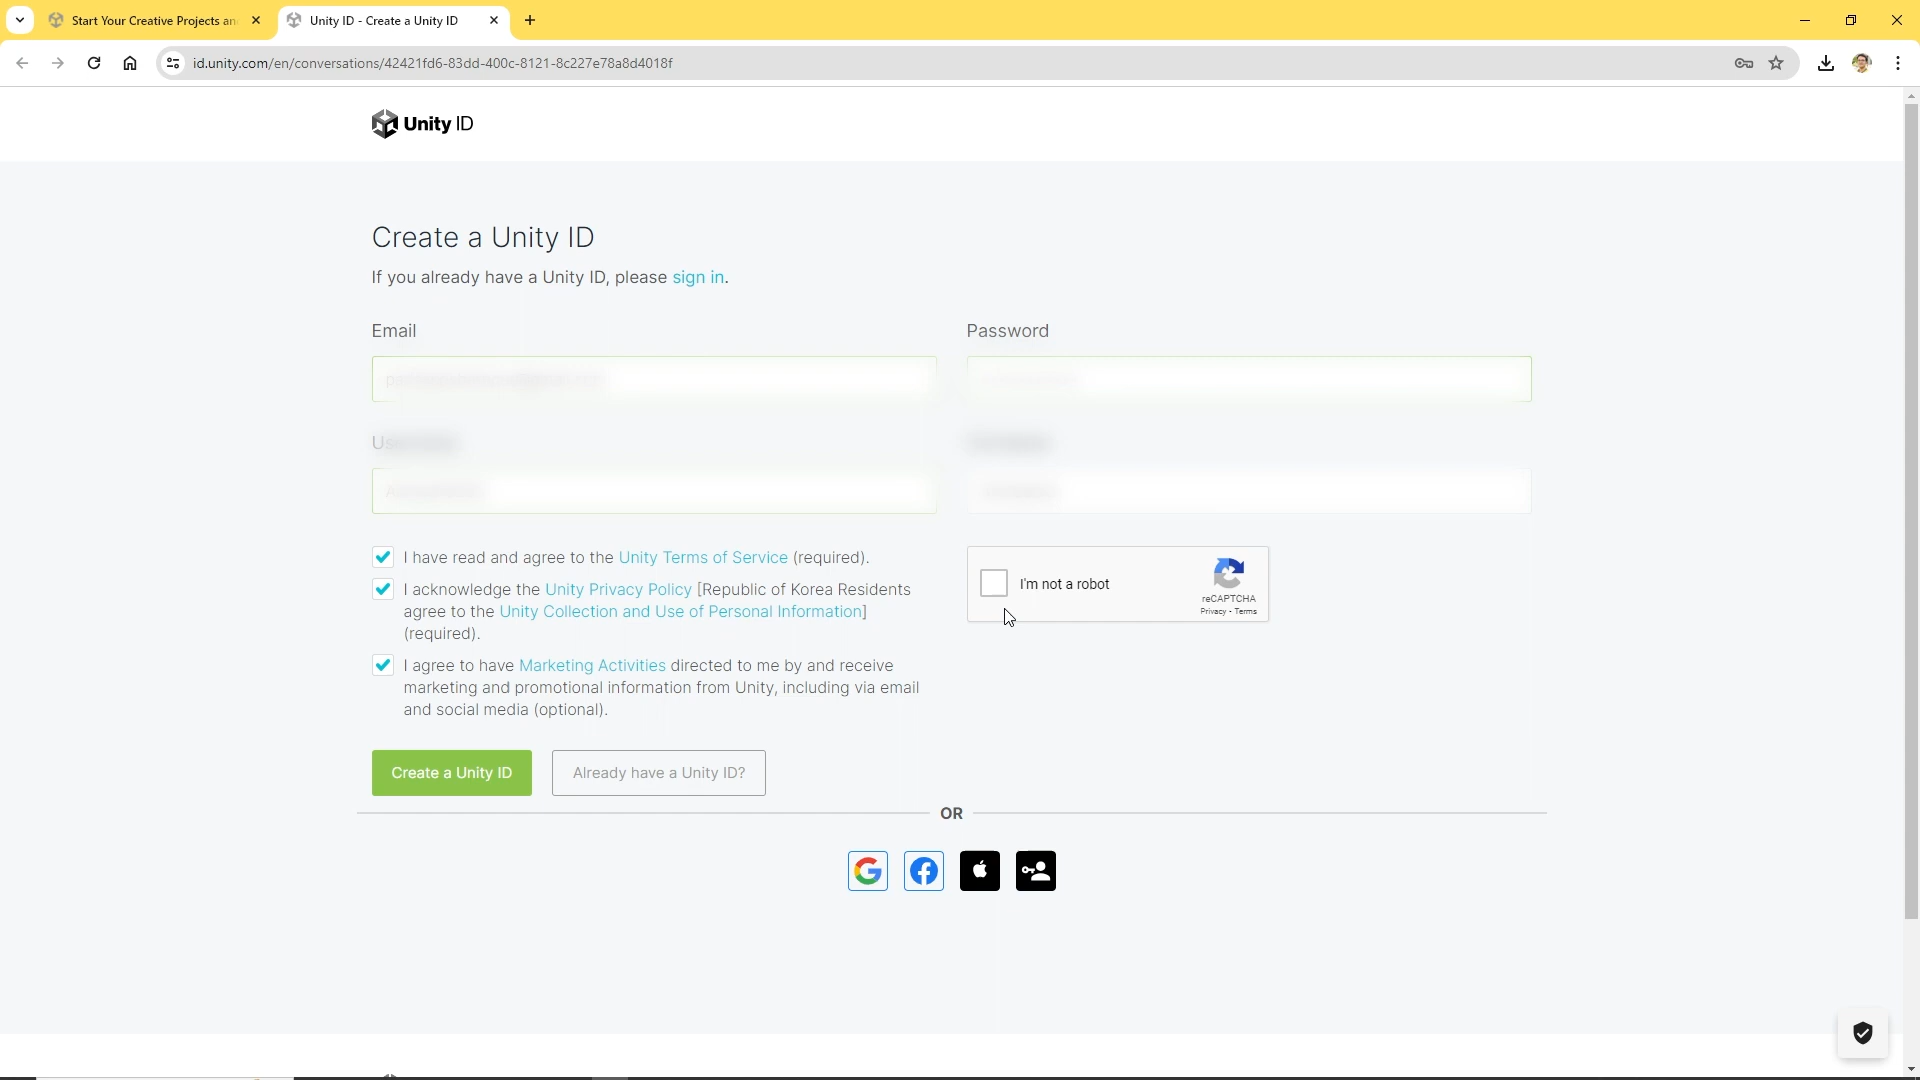 Start Your Creative Projects an
Unity ID - Create a Unity ID
id.unity.com/en/conversations/42421fd6-83dd-400c-8121-8c227e78a8d4018f
Unity ID
Create a Unity ID
If you already have a Unity ID, please sign in.
Email
Password
I have read and agree to the Unity Terms of Service (required).
I acknowledge the Unity Privacy Policy [Republic of Korea Residents
agree to the Unity Collection and Use of Personal Information]
(required).
I agree to have Marketing Activities directed to me by and receive
marketing and promotional information from Unity, including via email
and social media (optional).
I'm not a robot
reCAPTCHA
Privacy - Terms
Create a Unity ID
Already have a Unity ID?
OR